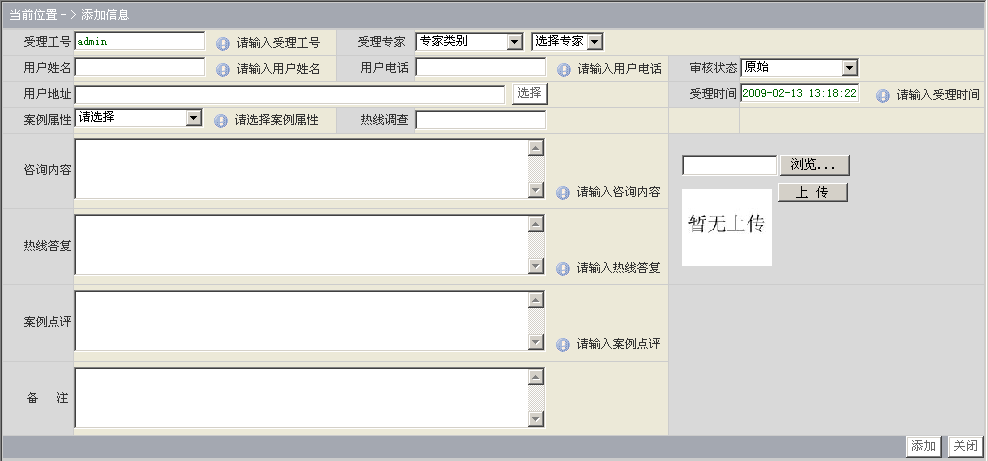 当前位置 - > 添加信息
受理工号 admin 请输入受理工号 受理专家 专家类别 选择专家
用户姓名 请输入用户姓名 用户电话 请输入用户电话 审核状态 原始
用户地址 选择 受理时间 2009-02-13 13:18:22 请输入受理时间
案例属性 请选择 请选择案例属性 热线调查
咨询内容 请输入咨询内容
浏览...
上 传
暂无上传
热线答复 请输入热线答复
案例点评 请输入案例点评
备 注
添加 关闭